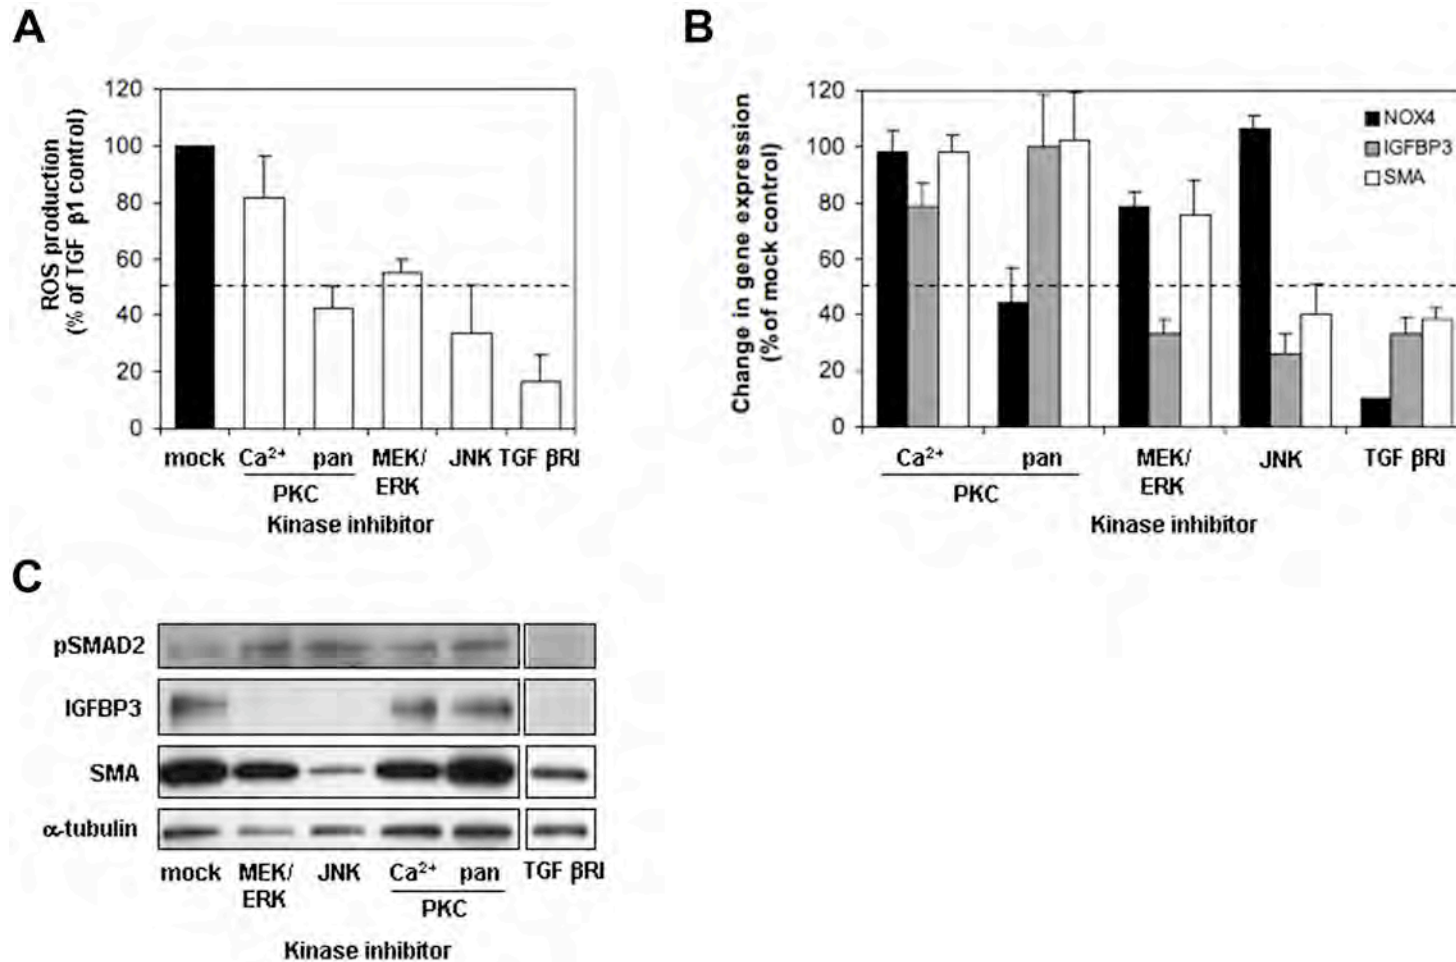 A
ROS production
(% of TGF β1 control)
120
100
80
60
40
20
0
mock Ca²⁺ pan MEK/ERK JNK TGF βRI
PKC
Kinase inhibitor
B
Change in gene expression
(% of mock control)
120
100
80
60
40
20
0
NOX4
IGFBP3
SMA
Ca²⁺ pan MEK/ERK JNK TGF βRI
PKC
Kinase inhibitor
C
pSMAD2
IGFBP3
SMA
α-tubulin
mock MEK/ERK JNK Ca²⁺ pan TGF βRI
PKC
Kinase inhibitor